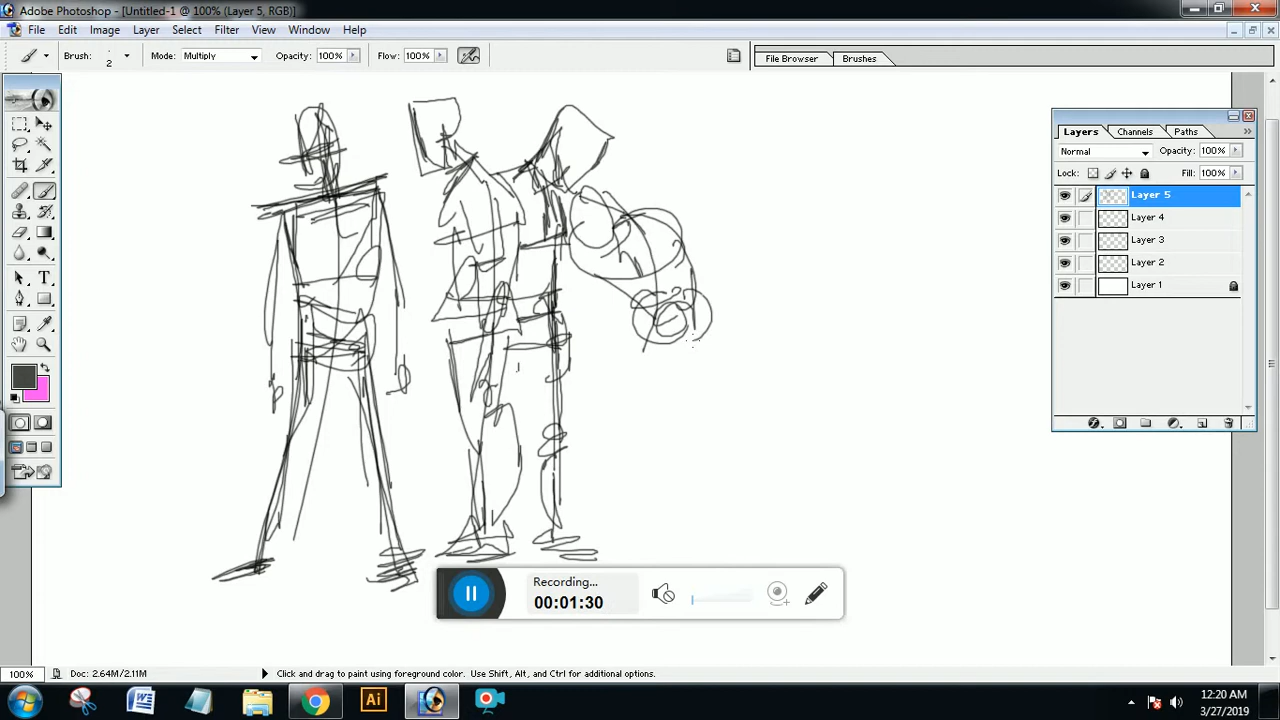 Adobe Photoshop - [Untitled-1 @ 100% (Layer 5, RGB)]
File Edit Image Layer Select Filter View Window Help
Brush: 2 Mode: Multiply Opacity: 100% Flow: 100% File Browser Brushes
Layers Channels Paths
Normal Opacity: 100%
Lock: Fill: 100%
Layer 5
Layer 4
Layer 3
Layer 2
Layer 1
T
Recording...
00:01:30
100% Doc: 2.64M/2.11M Click and drag to paint using foreground color. Use Shift, Alt, and Ctrl for additional options.
W Ai 12:20 AM
3/27/2019